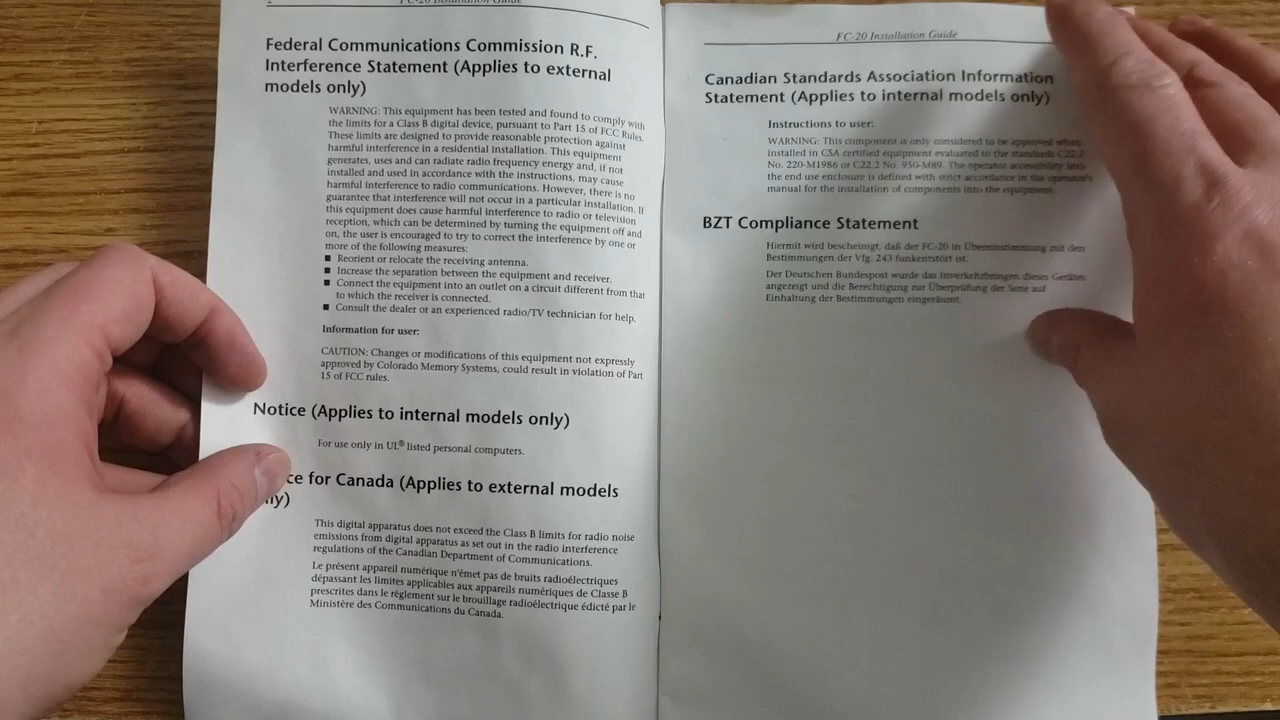 FC-20 Installation Guide
Federal Communications Commission R.F.
Interference Statement (Applies to external
models only)
WARNING: This equipment has been tested and found to comply with
the limits for a Class B digital device, pursuant to Part 15 of FCC Rules.
These limits are designed to provide reasonable protection against
harmful interference in a residential installation. This equipment
generates, uses and can radiate radio frequency energy and, if not
installed and used in accordance with the instructions, may cause
harmful interference to radio communications. However, there is no
guarantee that interference will not occur in a particular installation. If
this equipment does cause harmful interference to radio or television
reception, which can be determined by turning the equipment off and
on, the user is encouraged to try to correct the interference by one or
more of the following measures:
■ Reorient or relocate the receiving antenna.
■ Increase the separation between the equipment and receiver.
■ Connect the equipment into an outlet on a circuit different from that
to which the receiver is connected.
■ Consult the dealer or an experienced radio/TV technician for help.
Information for user:
CAUTION: Changes or modifications of this equipment not expressly
approved by Colorado Memory Systems, could result in violation of Part
15 of FCC rules.
Notice (Applies to internal models only)
For use only in UL® listed personal computers.
ce for Canada (Applies to external models
ly)
This digital apparatus does not exceed the Class B limits for radio noise
emissions from digital apparatus as set out in the radio interference
regulations of the Canadian Department of Communications.
Le présent appareil numérique n'émet pas de bruits radioélectriques
dépassant les limites applicables aux appareils numériques de Classe B
prescrites dans le règlement sur le brouillage radioélectrique édicté par le
Ministère des Communications du Canada.
FC-20 Installation Guide
Canadian Standards Association Information
Statement (Applies to internal models only)
Instructions to user:
WARNING: This component is only considered to be approved when
installed in CSA certified equipment evaluated to the standards C22.2
No. 220-M1986 or C22.2 No. 950-M89. The operator accessibility into
the end use enclosure is defined with strict accordance in the operator's
manual for the installation of components into the equipment.
BZT Compliance Statement
Hiermit wird bescheinigt, daß der FC-20 in Übereinstimmung mit den
Bestimmungen der Vfg. 243 funkentstört ist.
Der Deutschen Bundespost wurde das Inverkehrbringen dieses Gerätes
angezeigt und die Berechtigung zur Überprüfung der Serie auf
Einhaltung der Bestimmungen eingeräumt.